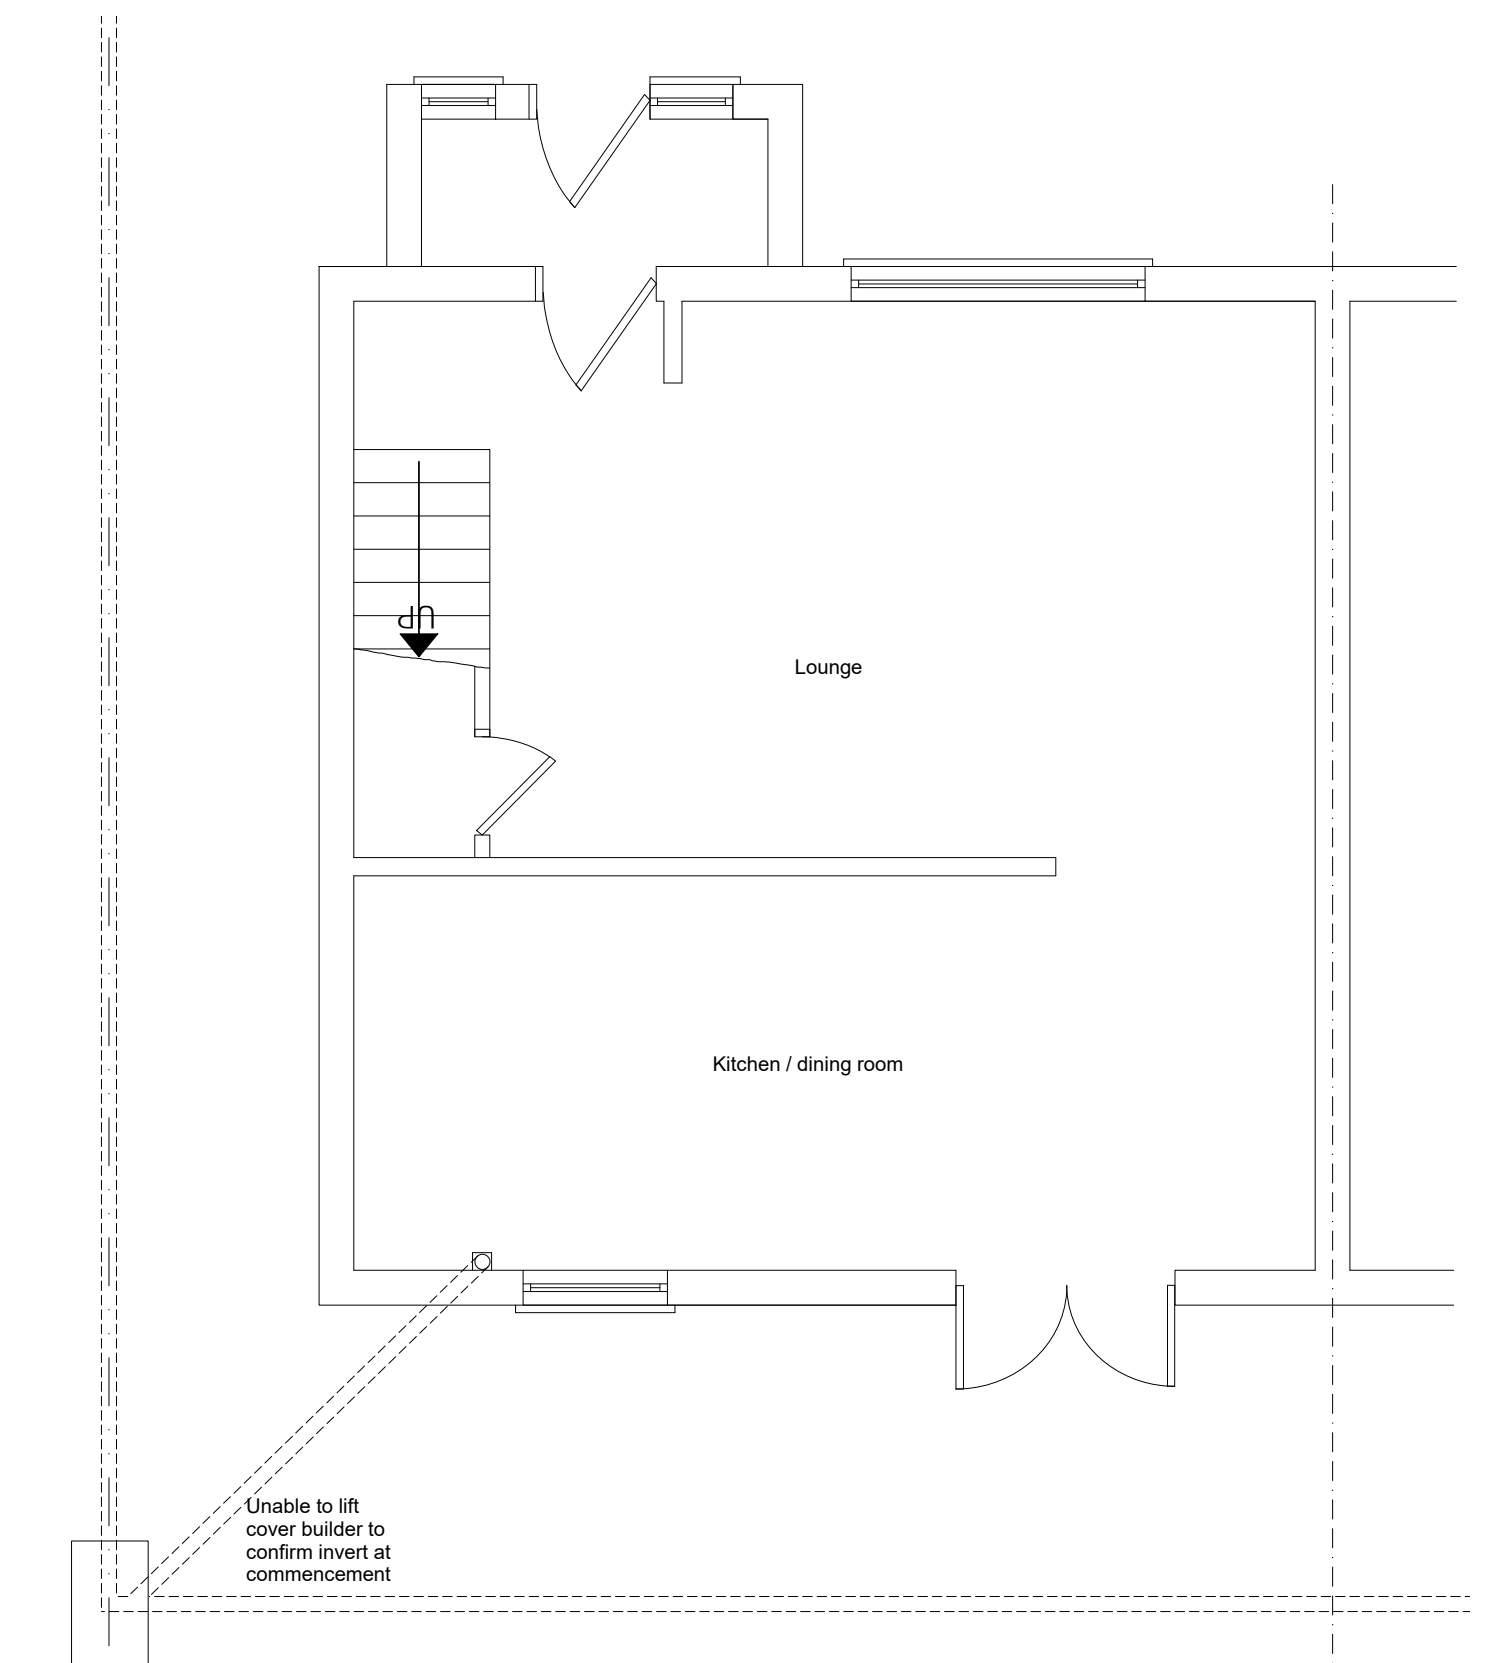 UP
Lounge
Kitchen / dining room
Unable to lift
cover builder to
confirm invert at
commencement